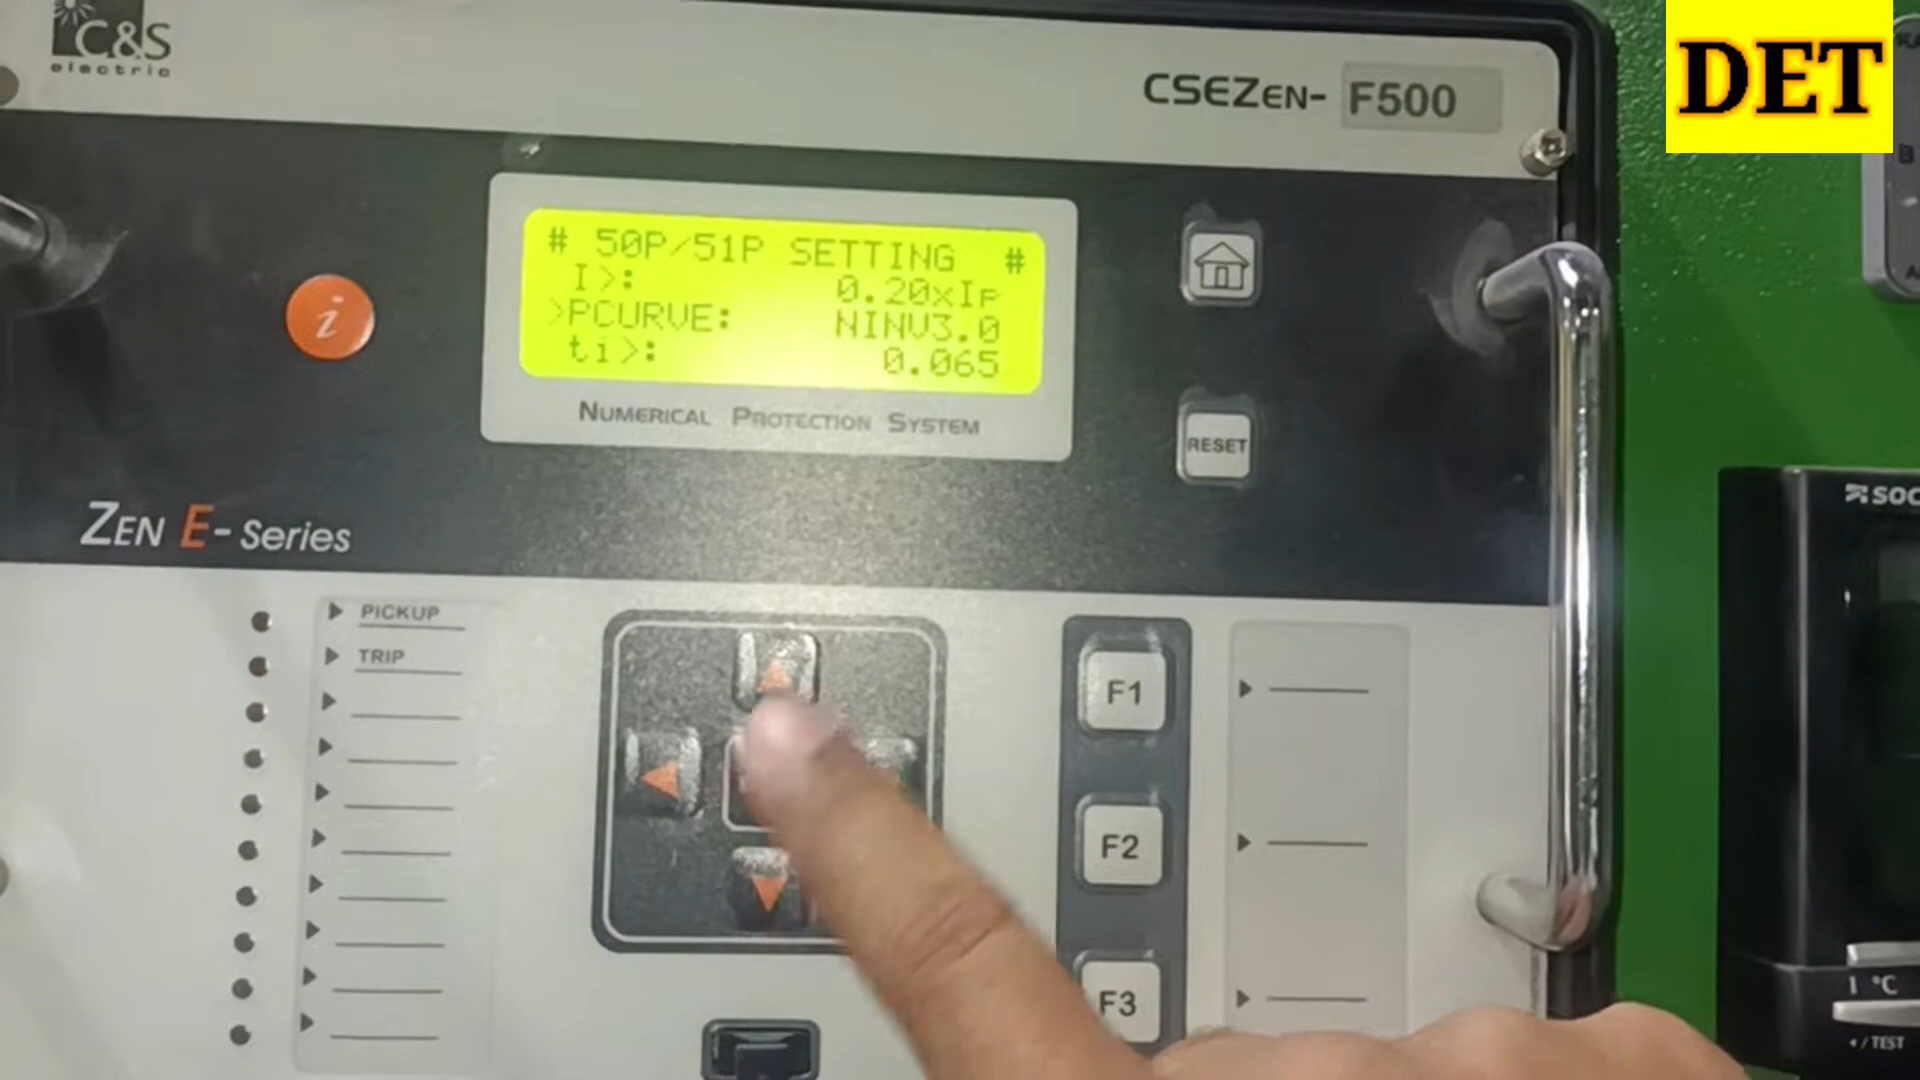 C&S
electric
CSEZEN- F500
DET
# 50P/51P SETTING #
I>: 0.20xIp
>PCURVE: NINV3.0
ti>: 0.065
NUMERICAL PROTECTION SYSTEM
i
RESET
ZEN E-Series
PICKUP
TRIP
F1
F2
F3
B
SOC
°C
/TEST